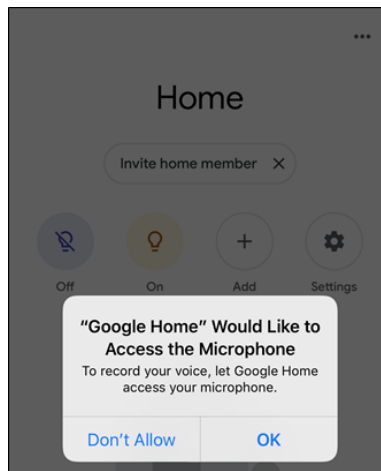 Home
Invite home member
Off On Add Settings
“Google Home” Would Like to
Access the Microphone
To record your voice, let Google Home
access your microphone.
Don’t Allow OK